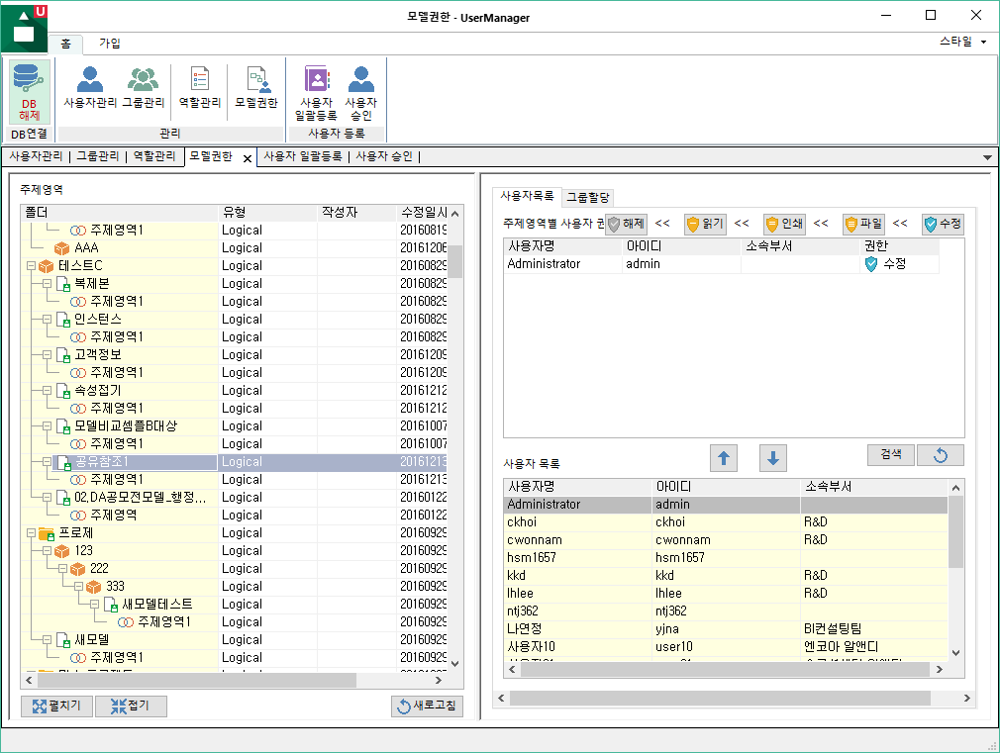 U
모델권한 - UserManager
홈 가입 스타일
DB 해제
사용자관리 그룹관리 역할관리 모델권한 사용자 일괄등록 사용자 승인
DB연결 관리 사용자 등록
사용자관리 | 그룹관리 | 역할관리 | 모델권한 × 사용자 일괄등록 | 사용자 승인 |
주제영역
폴더 유형 작성자 수정일시
주제영역1 Logical 20160819
AAA Logical 20161206
테스트C Logical 20160829
복제본 Logical 20160829
주제영역1 Logical 20160829
인스턴스 Logical 20160829
주제영역1 Logical 20160829
고객정보 Logical 20161209
주제영역1 Logical 20161209
속성접기 Logical 20161212
주제영역1 Logical 20161212
모델비교샘플B대상 Logical 20161007
주제영역1 Logical 20161007
공유참조1 Logical 20161213
주제영역1 Logical 20161213
02.DA공모전모델_행정... Logical 20160122
주제영역 Logical 20160122
프로제 Logical 20160929
123 Logical 20160929
222 Logical 20160929
333 Logical 20160929
새모델테스트 Logical 20160929
주제영역1 Logical 20160929
새모델 Logical 20160929
주제영역1 Logical 20160929
펼치기 접기 새로고침
사용자목록 그룹할당
주제영역별 사용자 권 해제 << 읽기 << 인쇄 << 파일 << 수정
사용자명 아이디 소속부서 권한
Administrator admin 수정
사용자 목록 검색
사용자명 아이디 소속부서
Administrator admin
ckhoi ckhoi R&D
cwonnam cwonnam R&D
hsm1657 hsm1657
kkd kkd R&D
lhlee lhlee R&D
ntj362 ntj362
나연정 yjna BI컨설팅팀
사용자10 user10 엔코아 알앤디